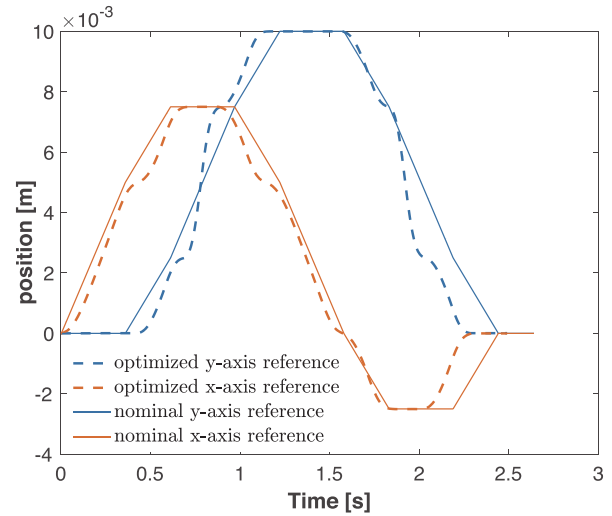 ×10⁻³
10
8
6
4
2
0
-2
-4
position [m]
optimized y-axis reference
optimized x-axis reference
nominal y-axis reference
nominal x-axis reference
0 0.5 1 1.5 2 2.5 3
Time [s]